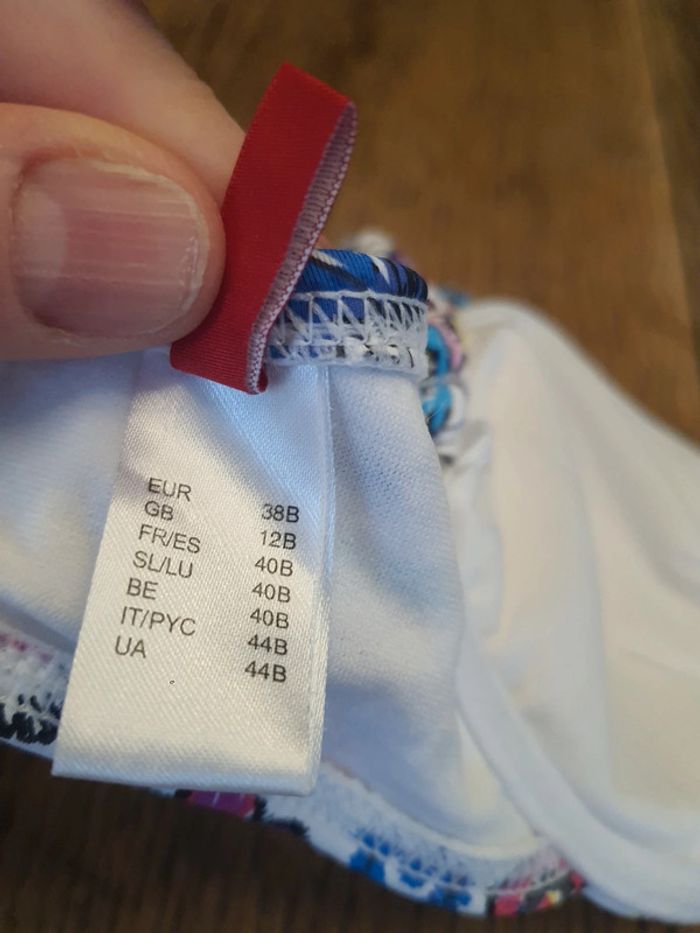 EUR 38B
GB 12B
FR/ES 40B
SL/LU 40B
BE 40B
IT/PYC 44B
UA 44B